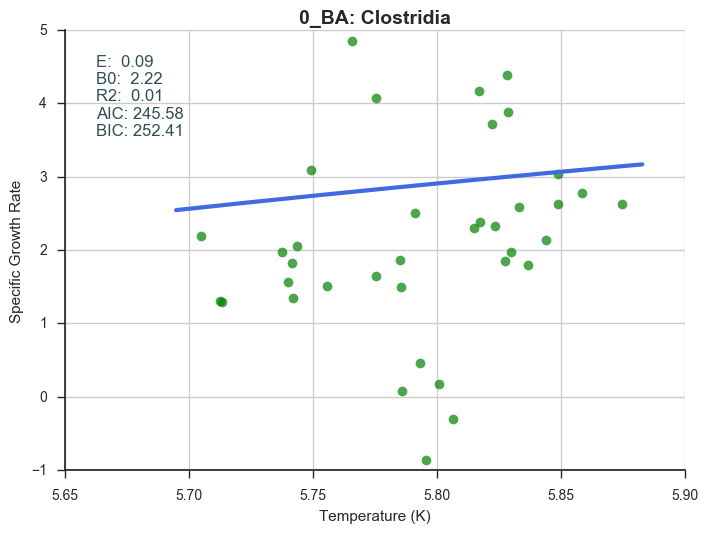 0_BA: Clostridia
E:  0.09
B0:  2.22
R2:  0.01
AIC: 245.58
BIC: 252.41
Specific Growth Rate
5
4
3
2
1
0
−1
5.65 5.70 5.75 5.80 5.85 5.90
Temperature (K)